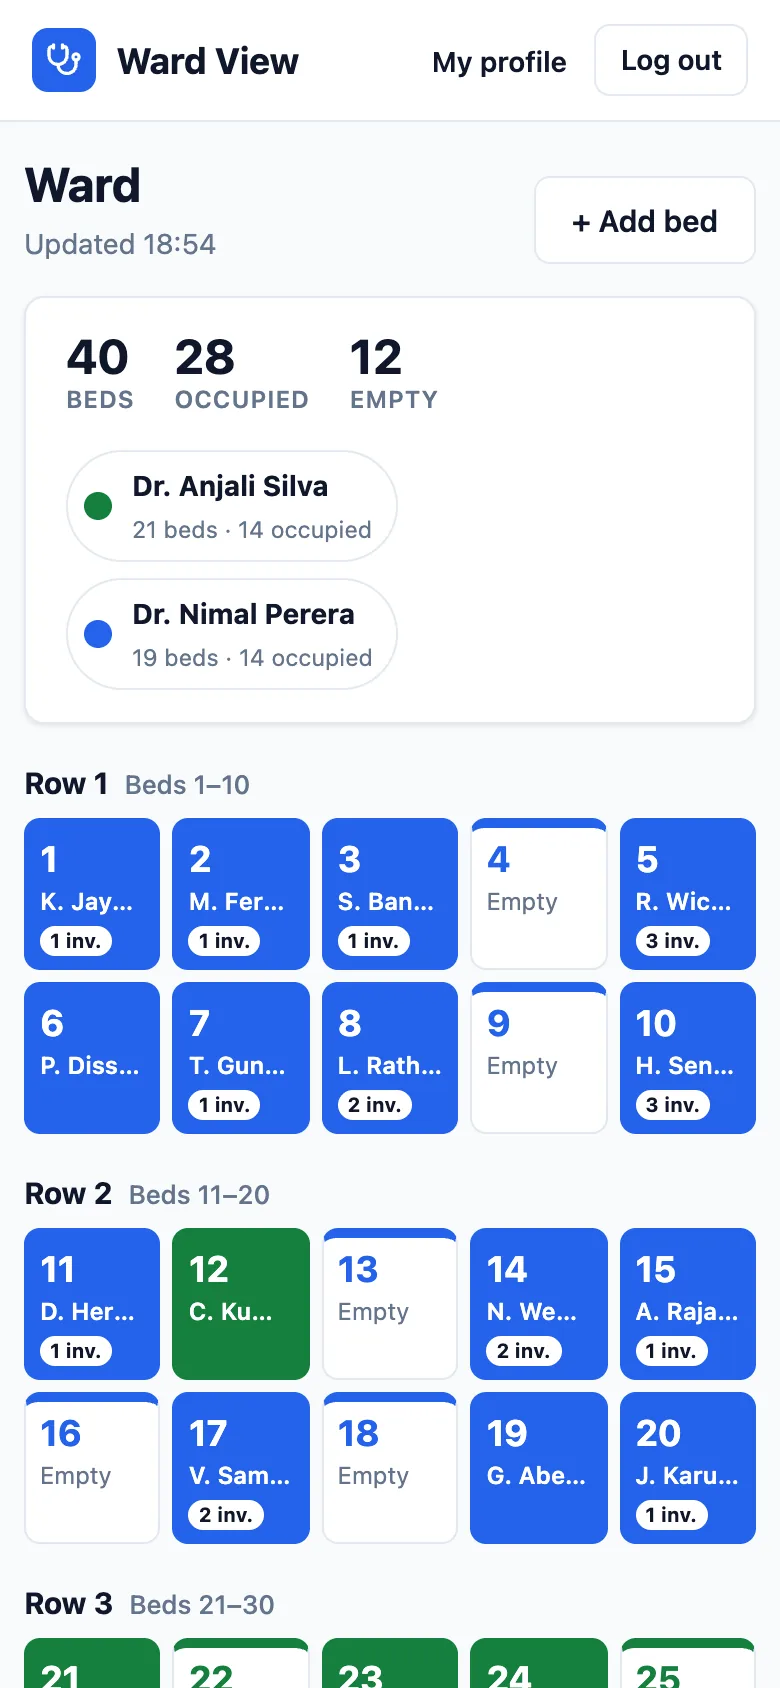 Ward View
My profile
Log out
Ward
Updated 18:54
+ Add bed
40 28 12
BEDS OCCUPIED EMPTY
Dr. Anjali Silva
21 beds · 14 occupied
Dr. Nimal Perera
19 beds · 14 occupied
Row 1 Beds 1–10
1 2 3 4 5
K. Jay... M. Fer... S. Ban... Empty R. Wic...
1 inv. 1 inv. 1 inv. 3 inv.
6 7 8 9 10
P. Diss... T. Gun... L. Rath... Empty H. Sen...
1 inv. 2 inv. 3 inv.
Row 2 Beds 11–20
11 12 13 14 15
D. Her... C. Ku... Empty N. We... A. Raja...
1 inv. 2 inv. 1 inv.
16 17 18 19 20
Empty V. Sam... Empty G. Abe... J. Karu...
2 inv. 1 inv.
Row 3 Beds 21–30
21 22 23 24 25